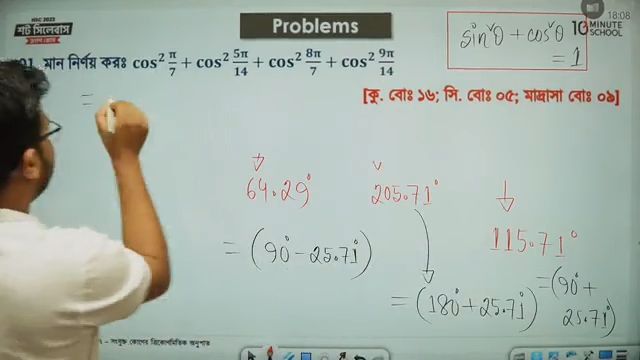 HSC 2023
শর্ট সিলেবাস
Problems
18:08
10 MINUTE SCHOOL
sin²θ + cos²θ = 1
মান নির্ণয় করঃ cos² π/7 + cos² 5π/14 + cos² 8π/7 + cos² 9π/14
[কু. বোঃ ১৬; সি. বোঃ ০৫; মাদ্রাসা বোঃ ০৯]
=
64.29° 205.71° 115.71°
= (90° − 25.71°)
= (180° + 25.71°)
= (90° + 25.71°)
সংযুক্ত কোণের ত্রিকোণমিতিক অনুপাত